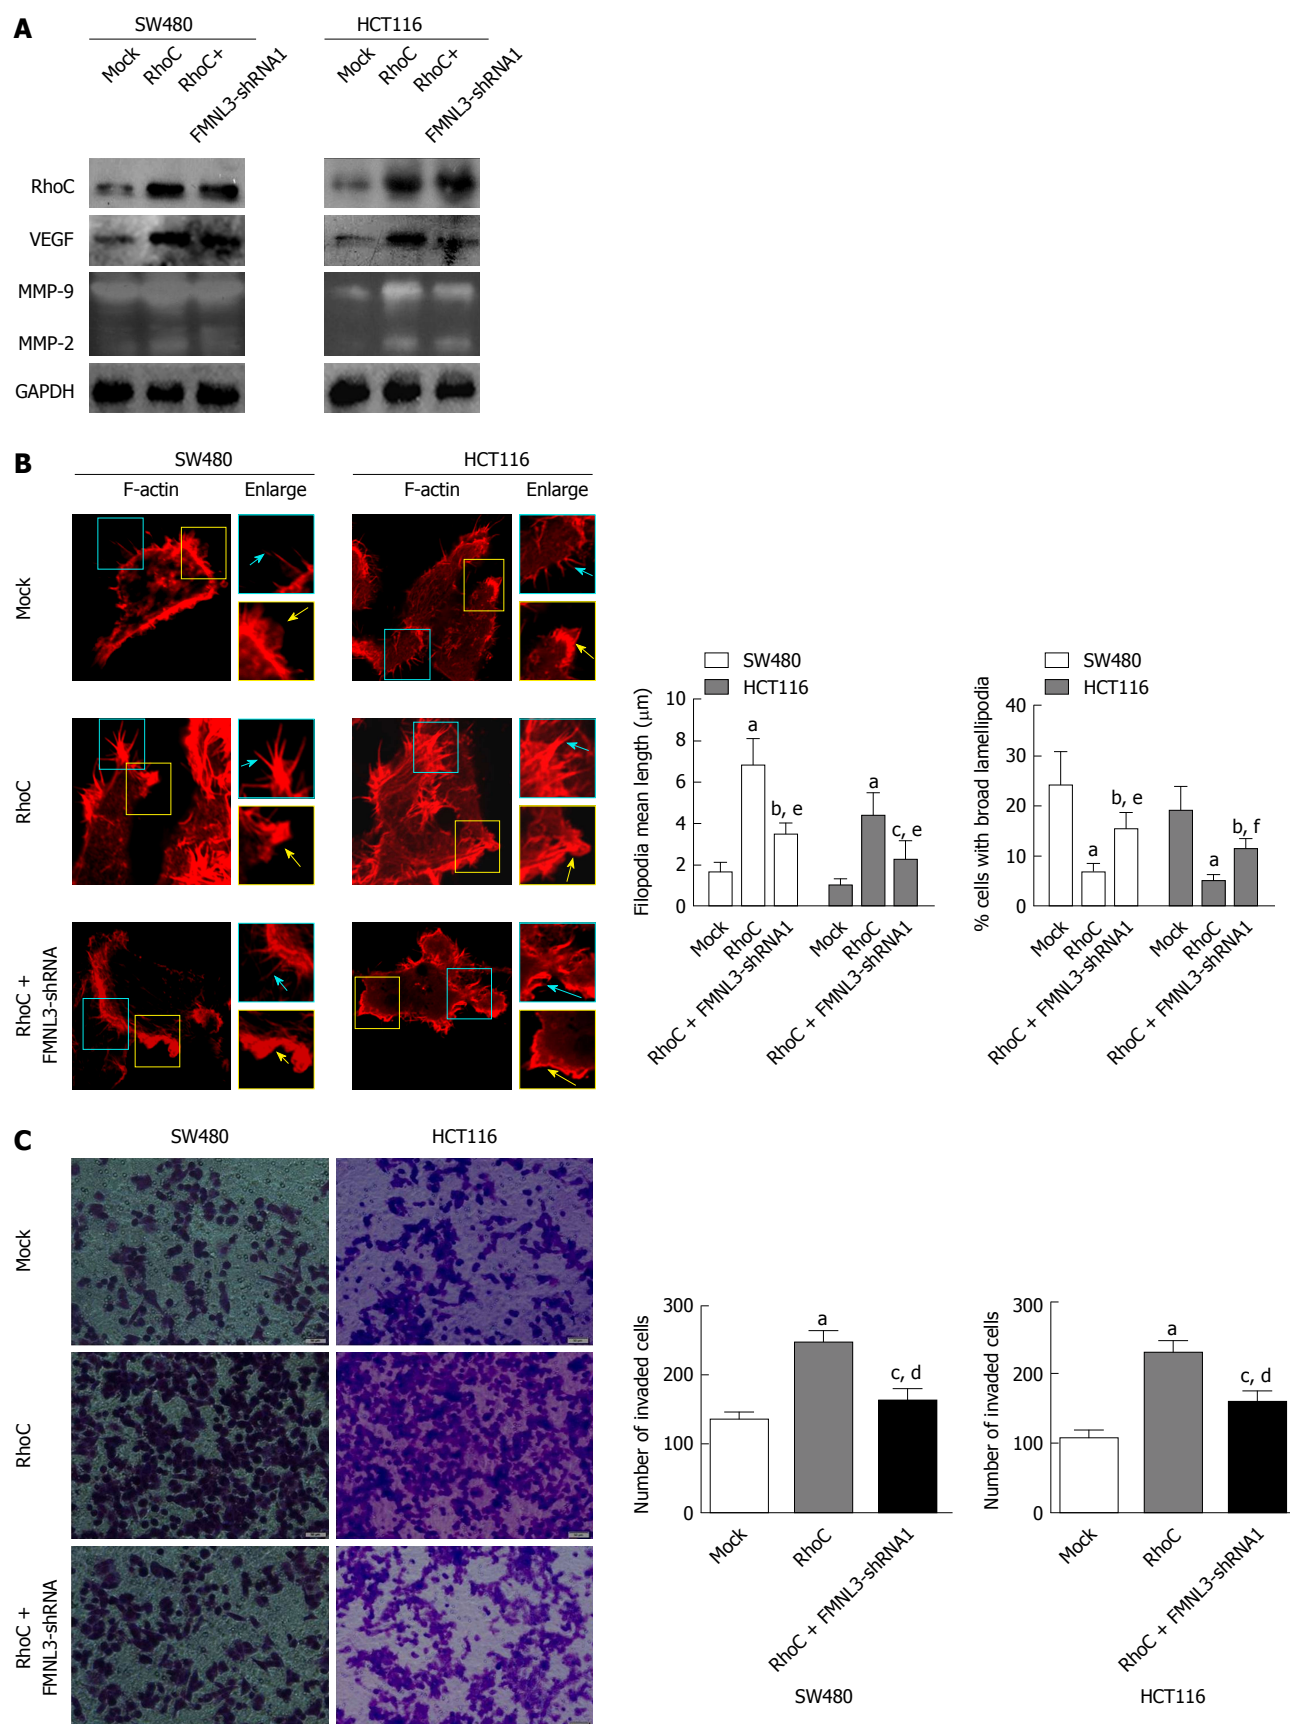 A
SW480
HCT116
Mock
RhoC
RhoC+
FMNL3-shRNA1
Mock
RhoC
RhoC+
FMNL3-shRNA1
RhoC
VEGF
MMP-9
MMP-2
GAPDH
B
SW480
HCT116
F-actin
Enlarge
F-actin
Enlarge
Mock
RhoC
RhoC +
FMNL3-shRNA
SW480
HCT116
Filopodia mean length (μm)
10
8
6
4
2
0
a
b, e
a
c, e
Mock
RhoC
RhoC + FMNL3-shRNA1
Mock
RhoC
RhoC + FMNL3-shRNA1
SW480
HCT116
% cells with broad lamellipodia
40
30
20
10
0
a
b, e
a
b, f
Mock
RhoC
RhoC + FMNL3-shRNA1
Mock
RhoC
RhoC + FMNL3-shRNA1
C
SW480
HCT116
Mock
RhoC
RhoC +
FMNL3-shRNA
Number of invaded cells
300
200
100
0
a
c, d
Mock
RhoC
RhoC + FMNL3-shRNA1
SW480
Number of invaded cells
300
200
100
0
a
c, d
Mock
RhoC
RhoC + FMNL3-shRNA1
HCT116